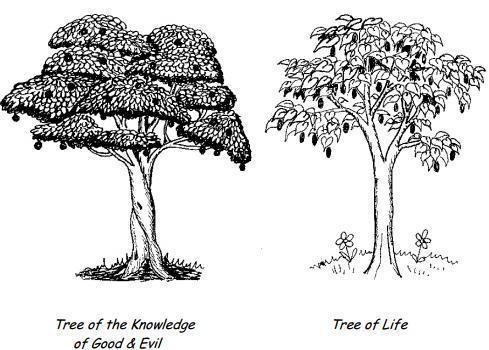 Tree of the Knowledge
of Good & Evil
Tree of Life